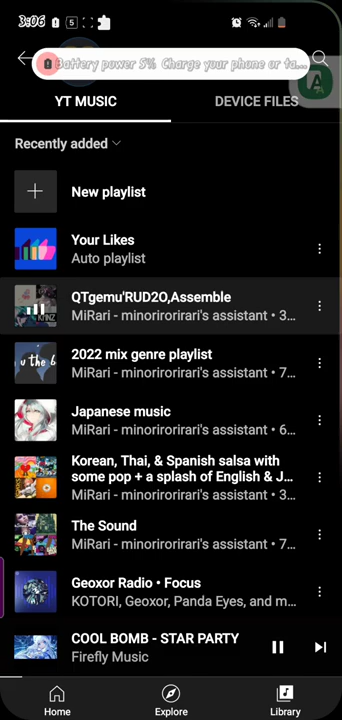 3:06
5
Battery power 5% Charge your phone or ta...
A
YT MUSIC
DEVICE FILES
Recently added
New playlist
Your Likes
Auto playlist
QTgemu'RUD2O,Assemble
MiRari - minorirorirari's assistant • 3...
2022 mix genre playlist
MiRari - minorirorirari's assistant • 7...
Japanese music
MiRari - minorirorirari's assistant • 6...
Korean, Thai, & Spanish salsa with
some pop + a splash of English & J...
MiRari - minorirorirari's assistant • 3...
The Sound
MiRari - minorirorirari's assistant • 7...
Geoxor Radio • Focus
KOTORI, Geoxor, Panda Eyes, and m...
COOL BOMB - STAR PARTY
Firefly Music
Home
Explore
Library